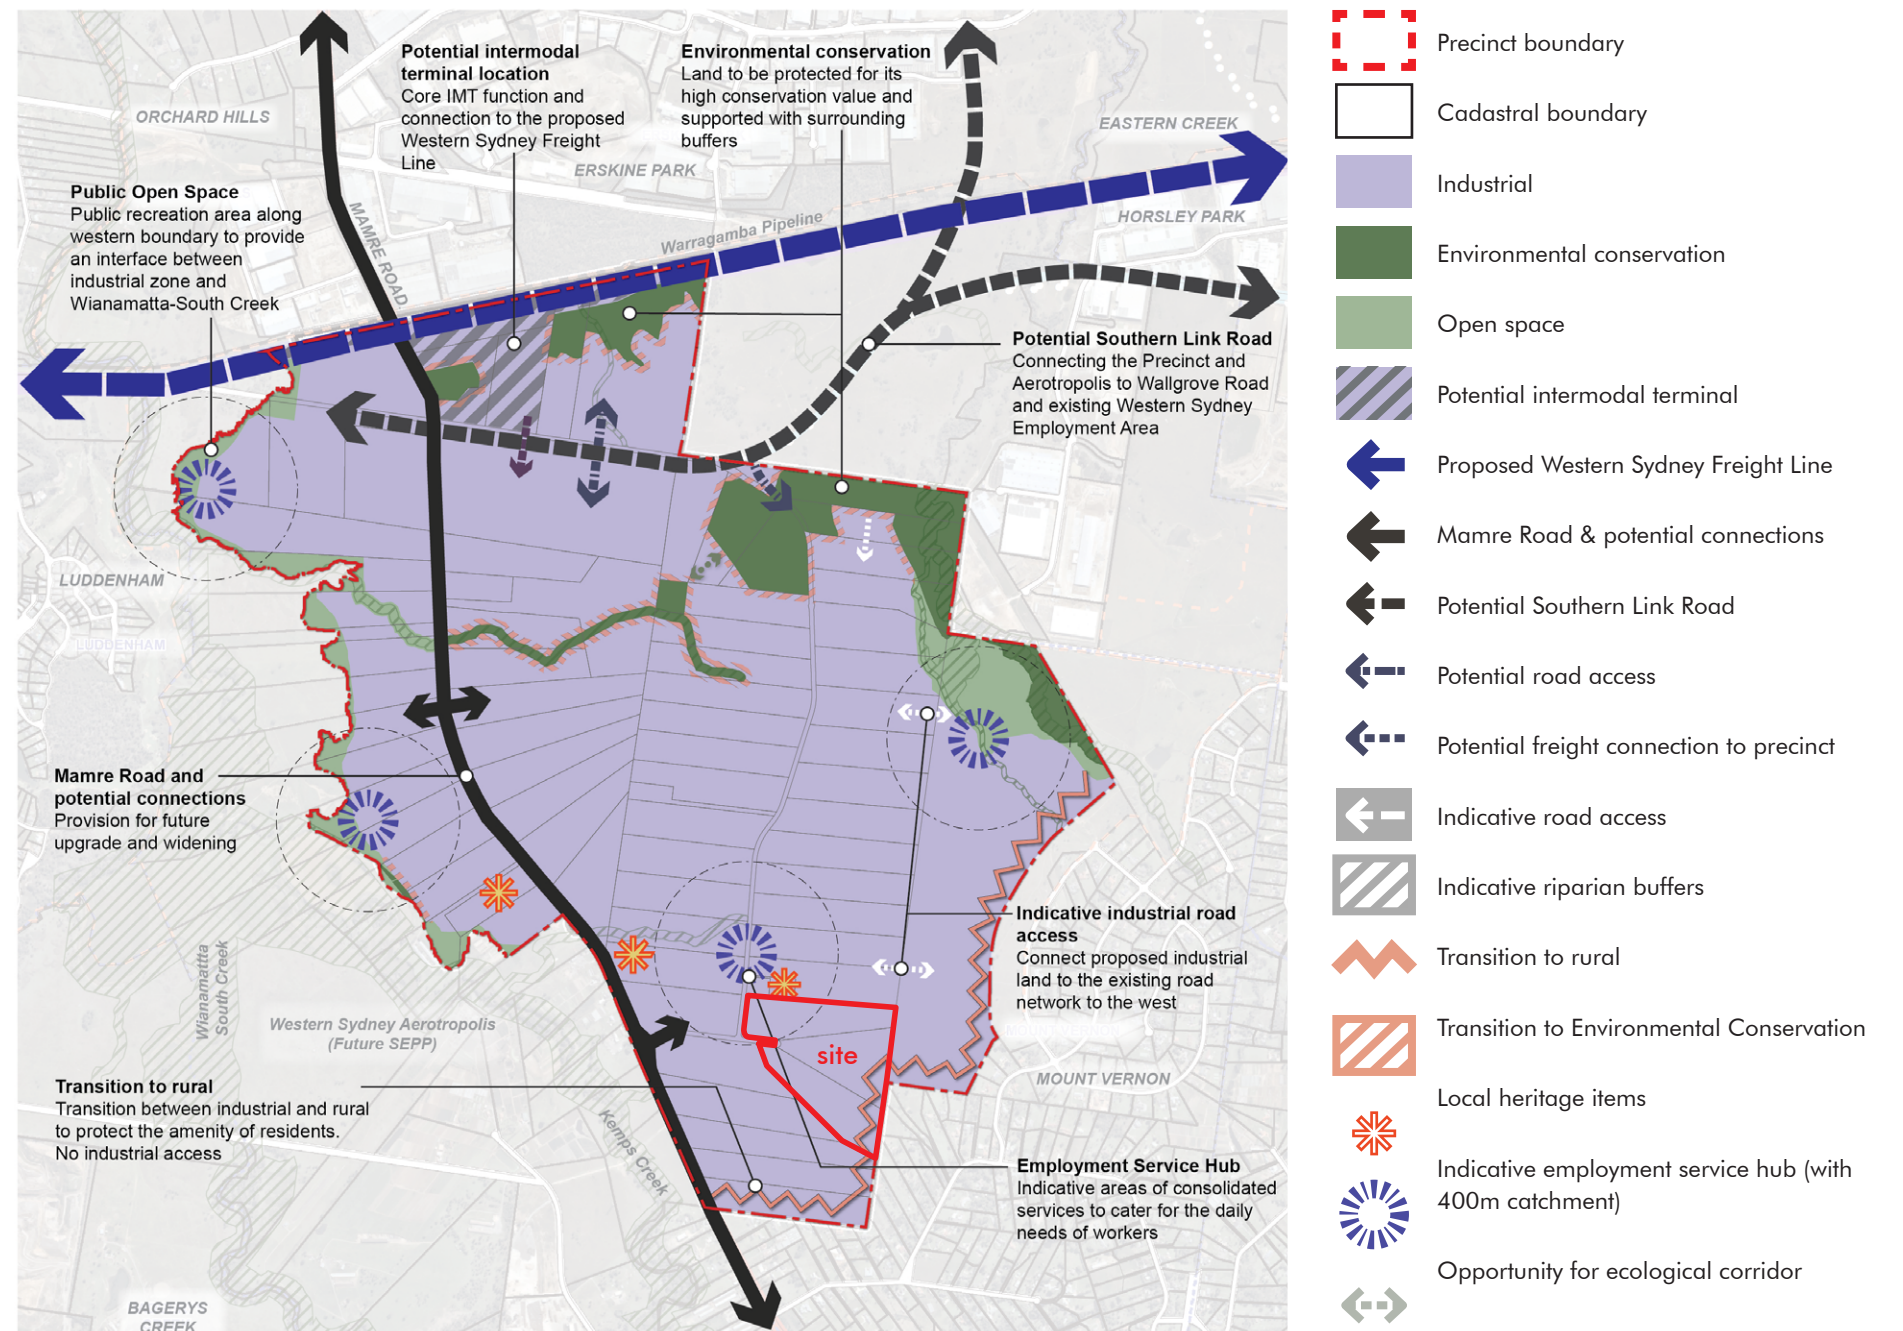 ORCHARD HILLS
Potential intermodal
terminal location
Core IMT function and
connection to the proposed
Western Sydney Freight
Line
Environmental conservation
Land to be protected for its
high conservation value and
supported with surrounding
buffers
EASTERN CREEK
ERSKINE PARK
HORSLEY PARK
Warragamba Pipeline
MAMRE ROAD
Public Open Space
Public recreation area along
western boundary to provide
an interface between
industrial zone and
Wianamatta-South Creek
Potential Southern Link Road
Connecting the Precinct and
Aerotropolis to Wallgrove Road
and existing Western Sydney
Employment Area
LUDDENHAM
LUDDENHAM
Mamre Road and
potential connections
Provision for future
upgrade and widening
Indicative industrial road
access
Connect proposed industrial
land to the existing road
network to the west
Wianamattta
South Creek
Western Sydney Aerotropolis
(Future SEPP)
site
MOUNT VERNON
Transition to rural
Transition between industrial and rural
to protect the amenity of residents.
No industrial access
Kemps Creek
Employment Service Hub
Indicative areas of consolidated
services to cater for the daily
needs of workers
BAGERYS
CREEK
Precinct boundary
Cadastral boundary
Industrial
Environmental conservation
Open space
Potential intermodal terminal
Proposed Western Sydney Freight Line
Mamre Road & potential connections
Potential Southern Link Road
Potential road access
Potential freight connection to precinct
Indicative road access
Indicative riparian buffers
Transition to rural
Transition to Environmental Conservation
Local heritage items
Indicative employment service hub (with
400m catchment)
Opportunity for ecological corridor